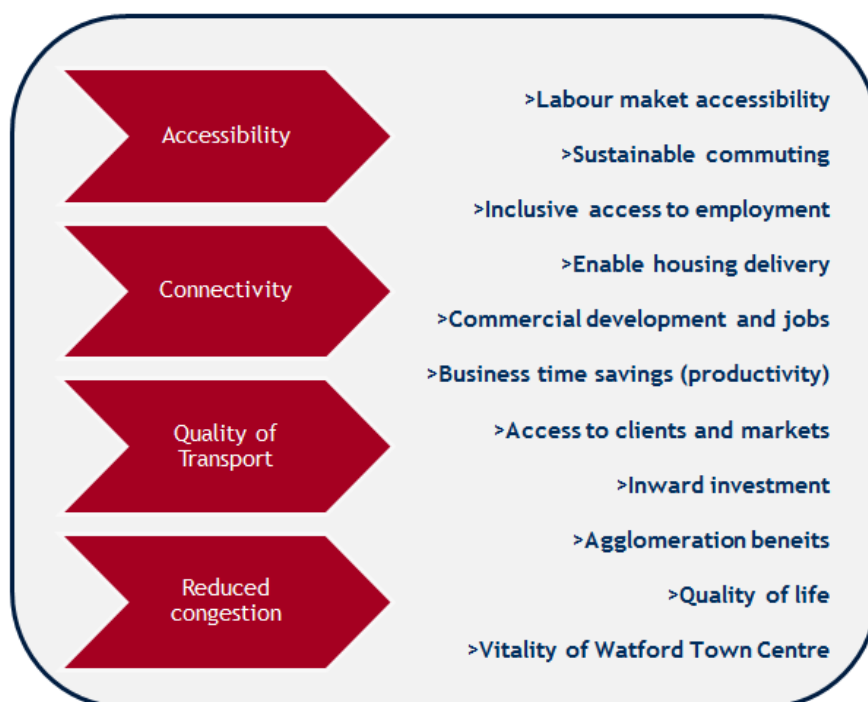 Accessibility
Connectivity
Quality of
Transport
Reduced
congestion
>Labour maket accessibility
>Sustainable commuting
>Inclusive access to employment
>Enable housing delivery
>Commercial development and jobs
>Business time savings (productivity)
>Access to clients and markets
>Inward investment
>Agglomeration beneits
>Quality of life
>Vitality of Watford Town Centre